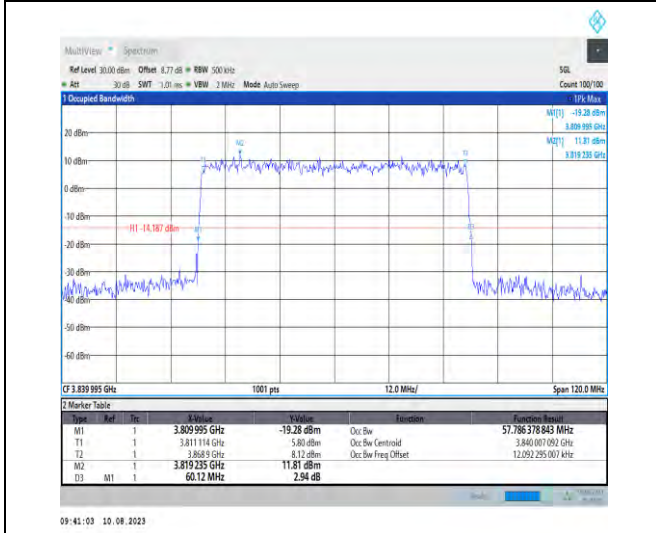 MultiView Spectrum
Ref Level 30.00 dBm Offset 8.77 dB RBW 500 kHz SGL
Att 30 dB SWT 1.01 ms VBW 2 MHz Mode Auto Sweep Count 100/100
1 Occupied Bandwidth 1Pk Max
M1[1] -19.28 dBm
3.809 995 GHz
M2[1] 11.81 dBm
3.819 235 GHz
20 dBm
M2
10 dBm
0 dBm
-10 dBm
H1 -14.187 dBm
-20 dBm
-30 dBm
-40 dBm
-50 dBm
-60 dBm
CF 3.839 995 GHz 1001 pts 12.0 MHz/ Span 120.0 MHz
2 Marker Table
Type Ref Trc X-Value Y-Value Function Function Result
M1 1 3.809 995 GHz -19.28 dBm Occ Bw 57.786 378 843 MHz
T1 1 3.811 114 GHz 5.80 dBm Occ Bw Centroid 3.840 007 092 GHz
T2 1 3.868 9 GHz 8.12 dBm Occ Bw Freq Offset 12.092 295 007 kHz
M2 1 3.819 235 GHz 11.81 dBm
D3 M1 1 60.12 MHz 2.94 dB
09:41:03 10.08.2023